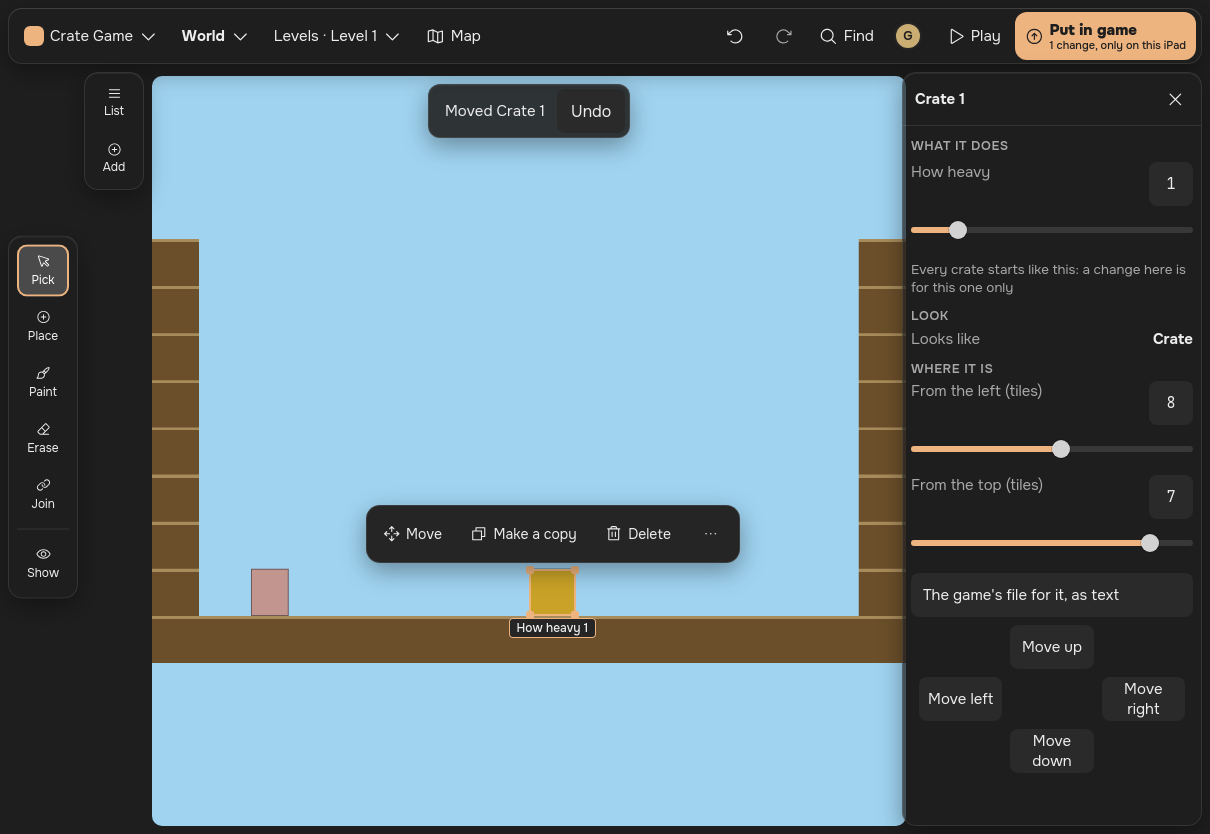 Crate Game
World
Levels · Level 1
Map
Find
G
Play
Put in game
1 change, only on this iPad
List
Add
Moved Crate 1
Undo
Pick
Place
Paint
Erase
Join
Show
Move
Make a copy
Delete
...
How heavy 1
Crate 1
WHAT IT DOES
How heavy
1
Every crate starts like this: a change here is
for this one only
LOOK
Looks like
Crate
WHERE IT IS
From the left (tiles)
8
From the top (tiles)
7
The game's file for it, as text
Move up
Move left
Move
right
Move
down